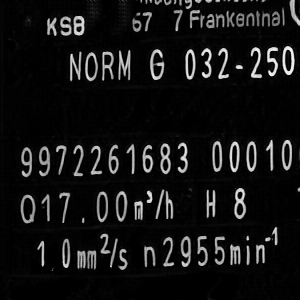 KSB
67 7 Frankenthal
NORM G 032-250
9972261683 00010
Q17.00m³/h H 8
1.0mm²/s n2955min⁻¹